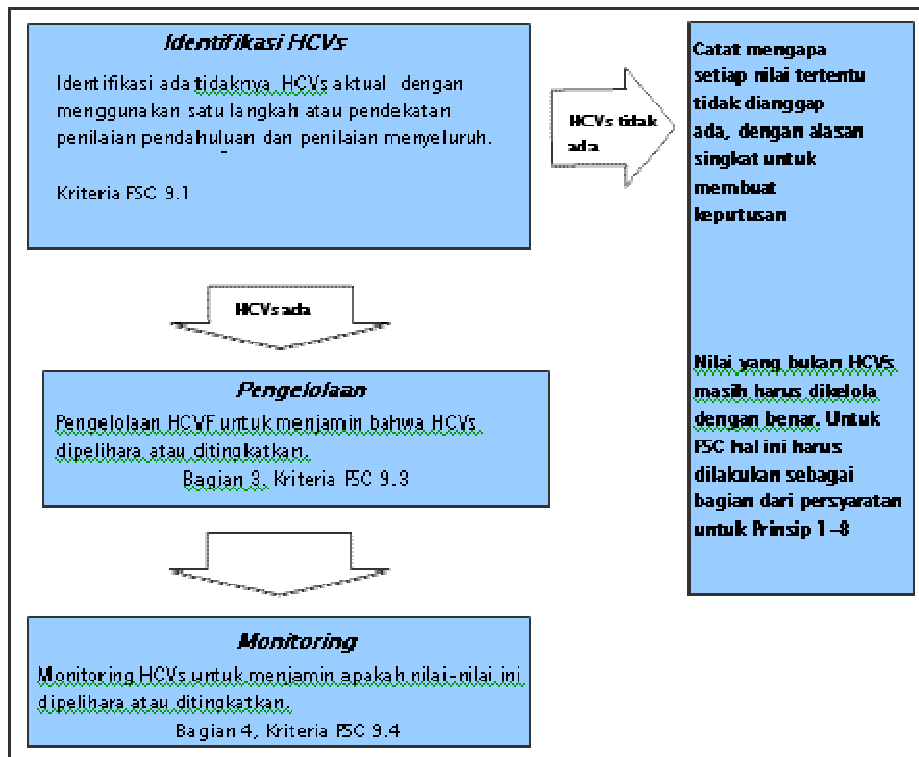 Identifikasi HCVs
Identifikasi ada tidaknya HCVs aktual dengan
menggunakan satu langkah atau pendekatan
penilaian pendahuluan dan penilaian menyeluruh.
Kriteria FSC 9.1
HCVs tidak
ada
Catat mengapa
setiap nilai tertentu
tidak dianggap
ada, dengan alasan
singkat untuk
membuat
keputusan
Nilai yang bukan HCVs
masih harus dikelola
dengan benar. Untuk
FSC hal ini harus
dilakukan sebagai
bagian dari persyaratan
untuk Prinsip 1-8
HCVs ada
Pengelolaan
Pengelolaan HCVF untuk menjamin bahwa HCVs
dipelihara atau ditingkatkan.
Bagian 3, Kriteria FSC 9.3
Monitoring
Monitoring HCVs untuk menjamin apakah nilai-nilai ini
dipelihara atau ditingkatkan.
Bagian 4, Kriteria FSC 9.4